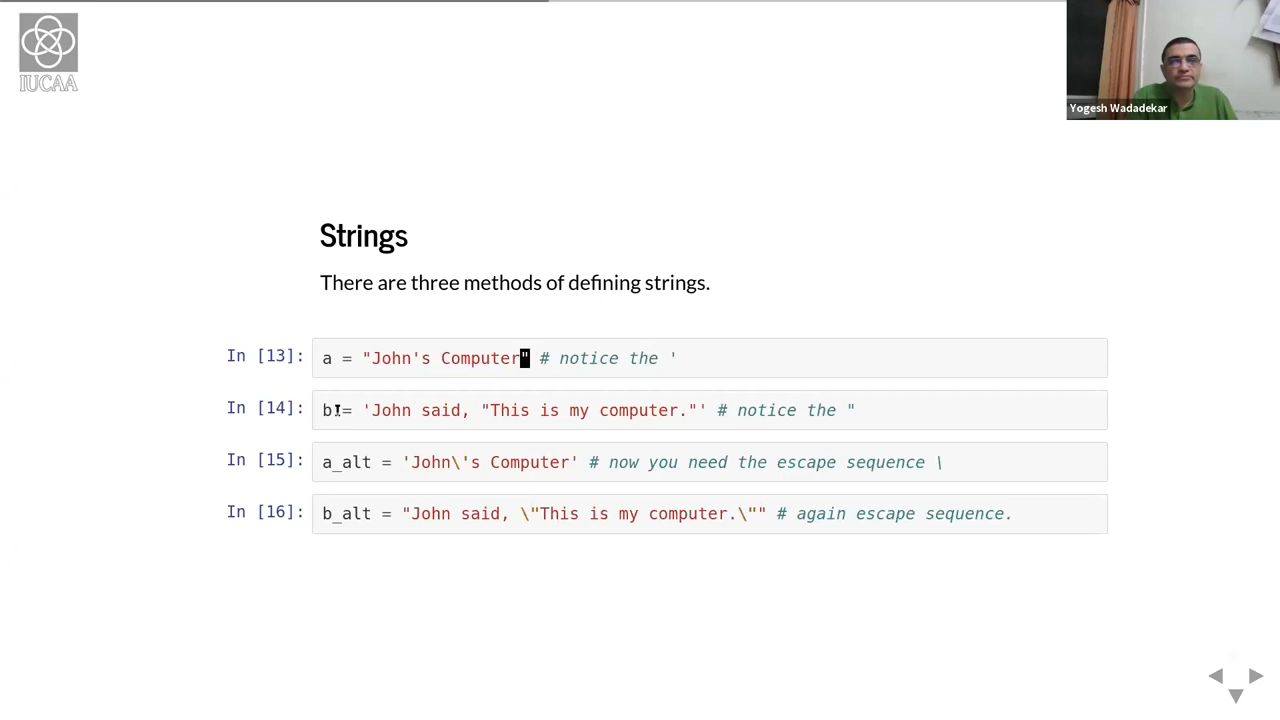 IUCAA
Yogesh Wadadekar
Strings
There are three methods of defining strings.
In [13]: a = "John's Computer" # notice the '
In [14]: b = 'John said, "This is my computer."' # notice the "
In [15]: a_alt = 'John\'s Computer' # now you need the escape sequence \
In [16]: b_alt = "John said, \"This is my computer.\"" # again escape sequence.